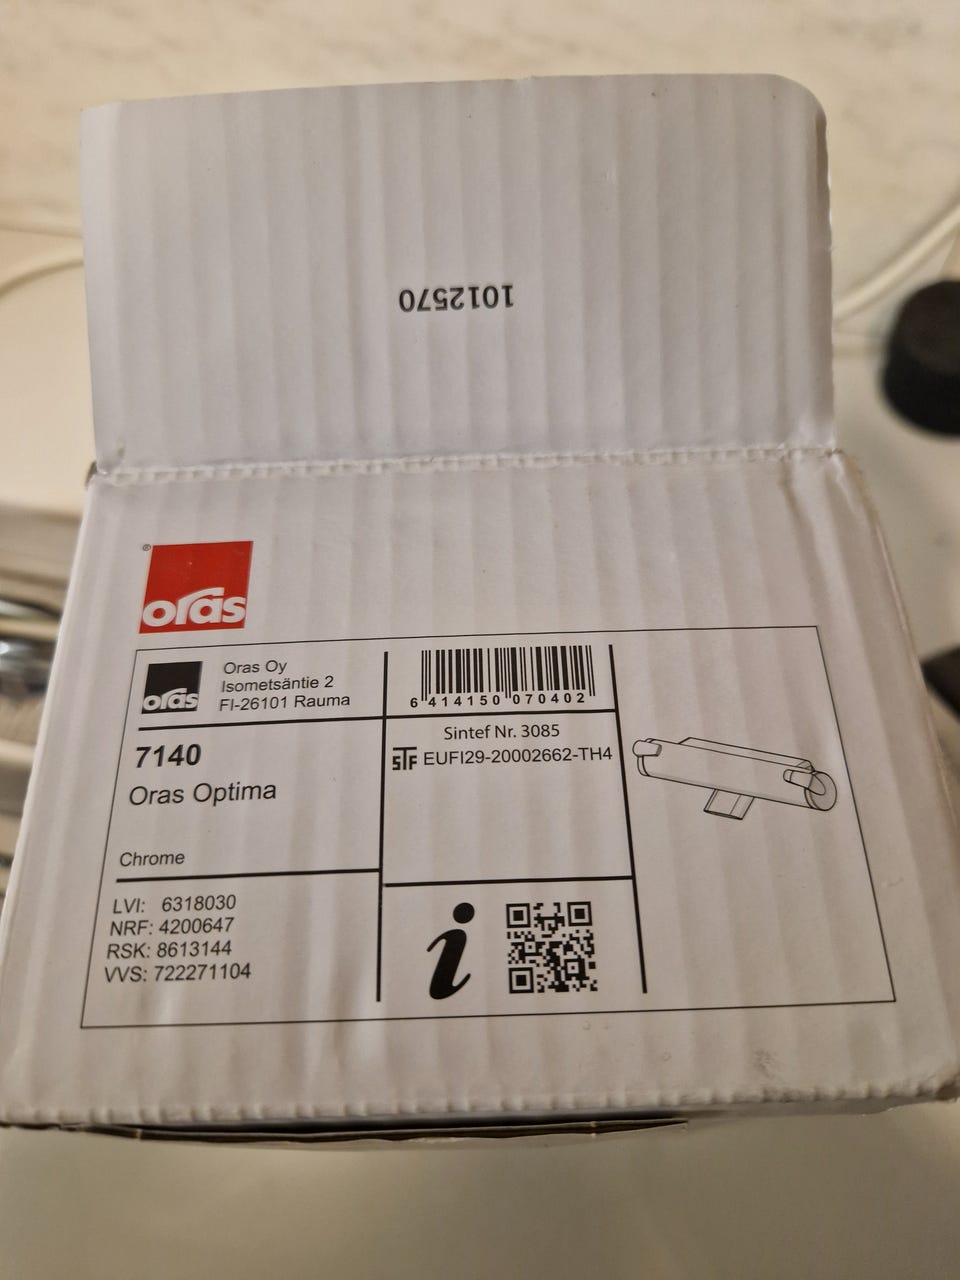 1012570
® oras
oras
Oras Oy
Isometsäntie 2
FI-26101 Rauma
6 414150 070402
7140
Oras Optima
Chrome
Sintef Nr. 3085
STF EUFI29-20002662-TH4
LVI: 6318030
NRF: 4200647
RSK: 8613144
VVS: 722271104
i